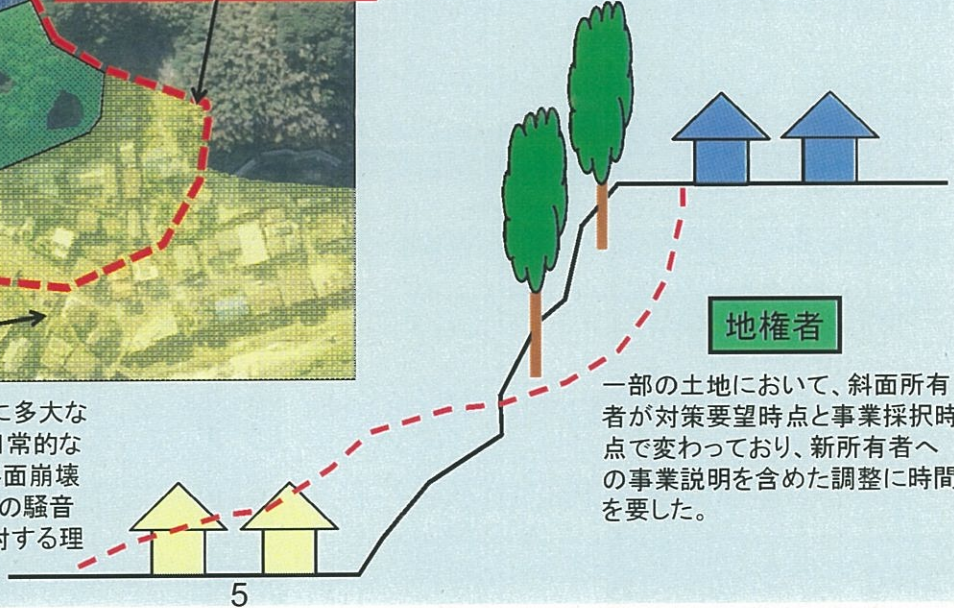 地権者
一部の土地において、斜面所有
者が対策要望時点と事業採択時
点で変わっており、新所有者へ
の事業説明を含めた調整に時間
を要した。
に多大な
常的な
面崩壊
の騒音
対する理
5